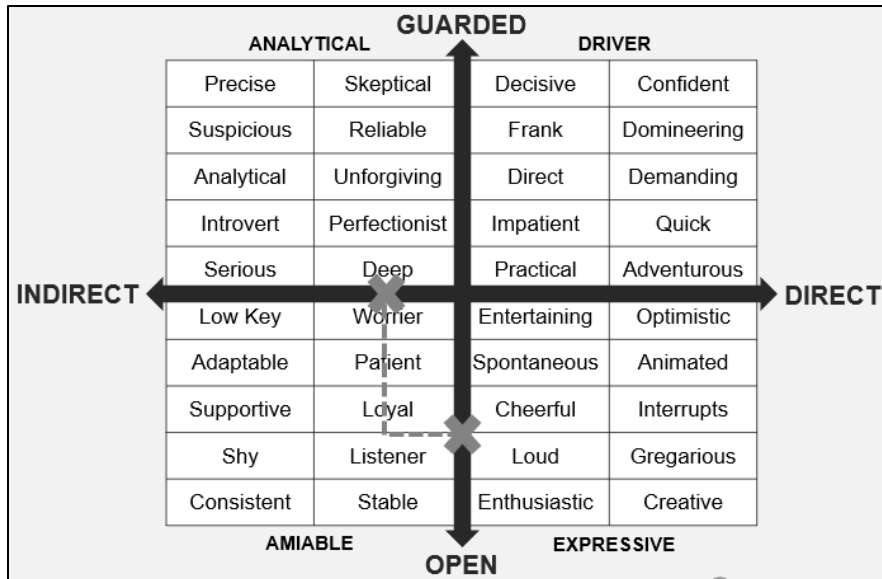 GUARDED
ANALYTICAL DRIVER
Precise Skeptical Decisive Confident
Suspicious Reliable Frank Domineering
Analytical Unforgiving Direct Demanding
Introvert Perfectionist Impatient Quick
Serious Deep Practical Adventurous
INDIRECT DIRECT
Low Key Worrier Entertaining Optimistic
Adaptable Patient Spontaneous Animated
Supportive Loyal Cheerful Interrupts
Shy Listener Loud Gregarious
Consistent Stable Enthusiastic Creative
AMIABLE EXPRESSIVE
OPEN